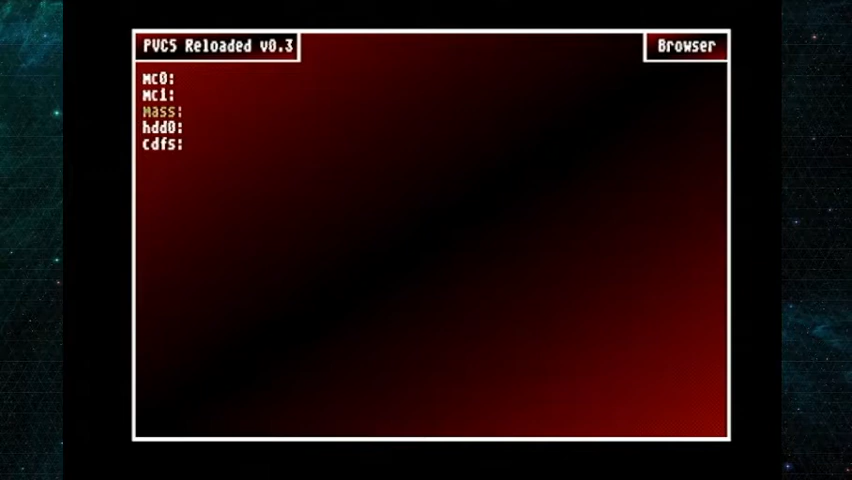 PVCS Reloaded v0.3
Browser
mc0:
mc1:
mass:
hdd0:
cdfs: